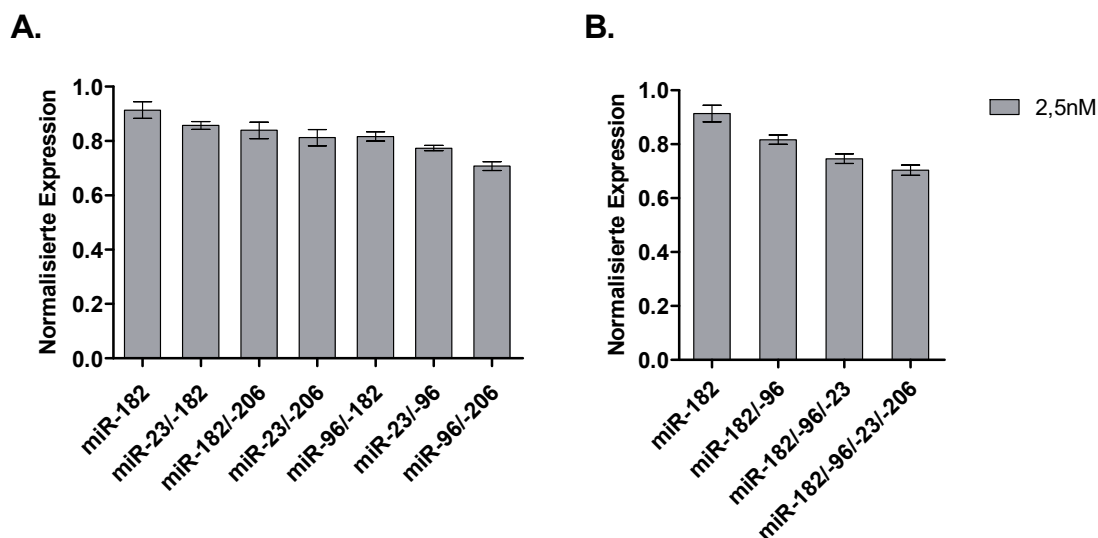 A.
Normalisierte Expression
1.0
0.8
0.6
0.4
0.2
0.0
miR-182
miR-23/-182
miR-182/-206
miR-23/-206
miR-96/-182
miR-23/-96
miR-96/-206
B.
Normalisierte Expression
1.0
0.8
0.6
0.4
0.2
0.0
miR-182
miR-182/-96
miR-182/-96/-23
miR-182/-96/-23/-206
2,5nM